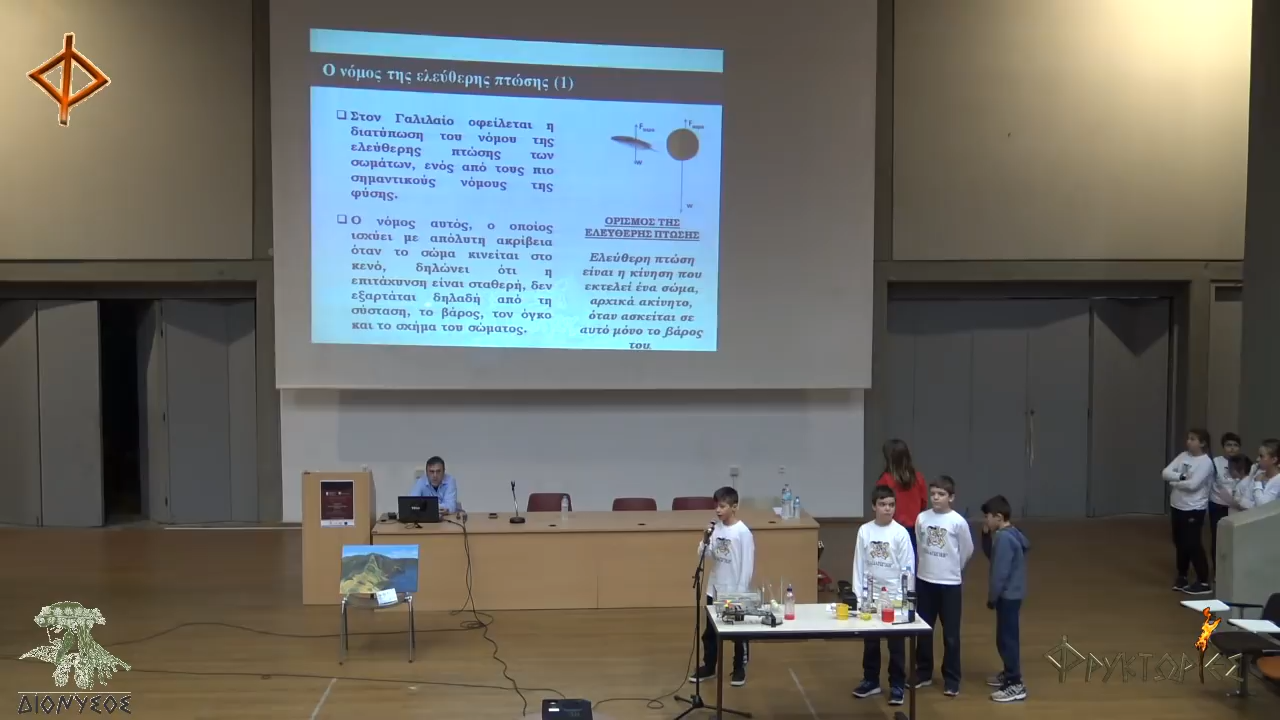 Ο νόμος της ελεύθερης πτώσης (1)
Στον Γαλιλαίο οφείλεται η
διατύπωση του νόμου της
ελεύθερης πτώσης των
σωμάτων, ενός από τους πιο
σημαντικούς νόμους της
φύσης.
Ο νόμος αυτός, ο οποίος
ισχύει με απόλυτη ακρίβεια
όταν το σώμα κινείται στο
κενό, δηλώνει ότι η
επιτάχυνση είναι σταθερή, δεν
εξαρτάται δηλαδή από τη
σύσταση, το βάρος, τον όγκο
και το σχήμα του σώματος.
ΟΡΙΣΜΟΣ ΤΗΣ
ΕΛΕΥΘΕΡΗΣ ΠΤΩΣΗΣ
Ελεύθερη πτώση
είναι η κίνηση που
εκτελεί ένα σώμα,
αρχικά ακίνητο,
όταν ασκείται σε
αυτό μόνο το βάρος
του.
ΔΙΟΝΥΣΟΣ
ΦΡΥΚΤΩΡΙΕΣ